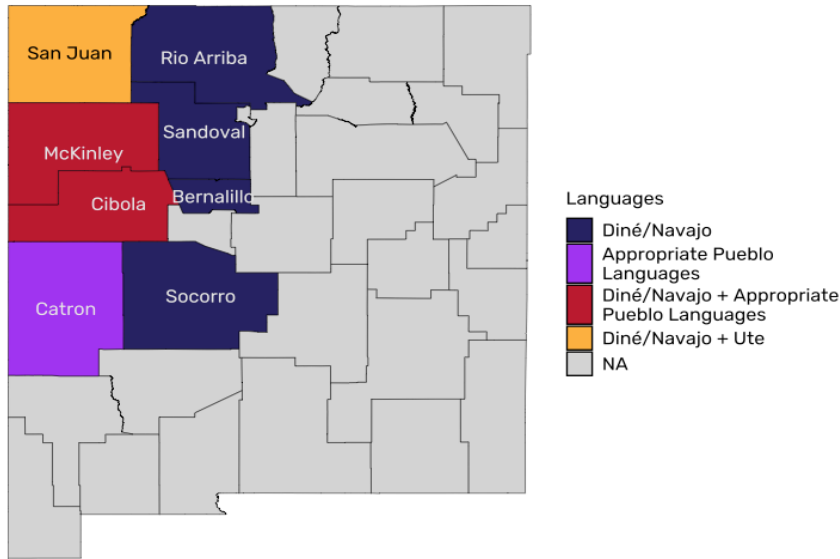 San Juan
Rio Arriba
Sandoval
McKinley
Cibola
Bernalillo
Catron
Socorro
Languages
Diné/Navajo
Appropriate Pueblo
Languages
Diné/Navajo + Appropriate
Pueblo Languages
Diné/Navajo + Ute
NA